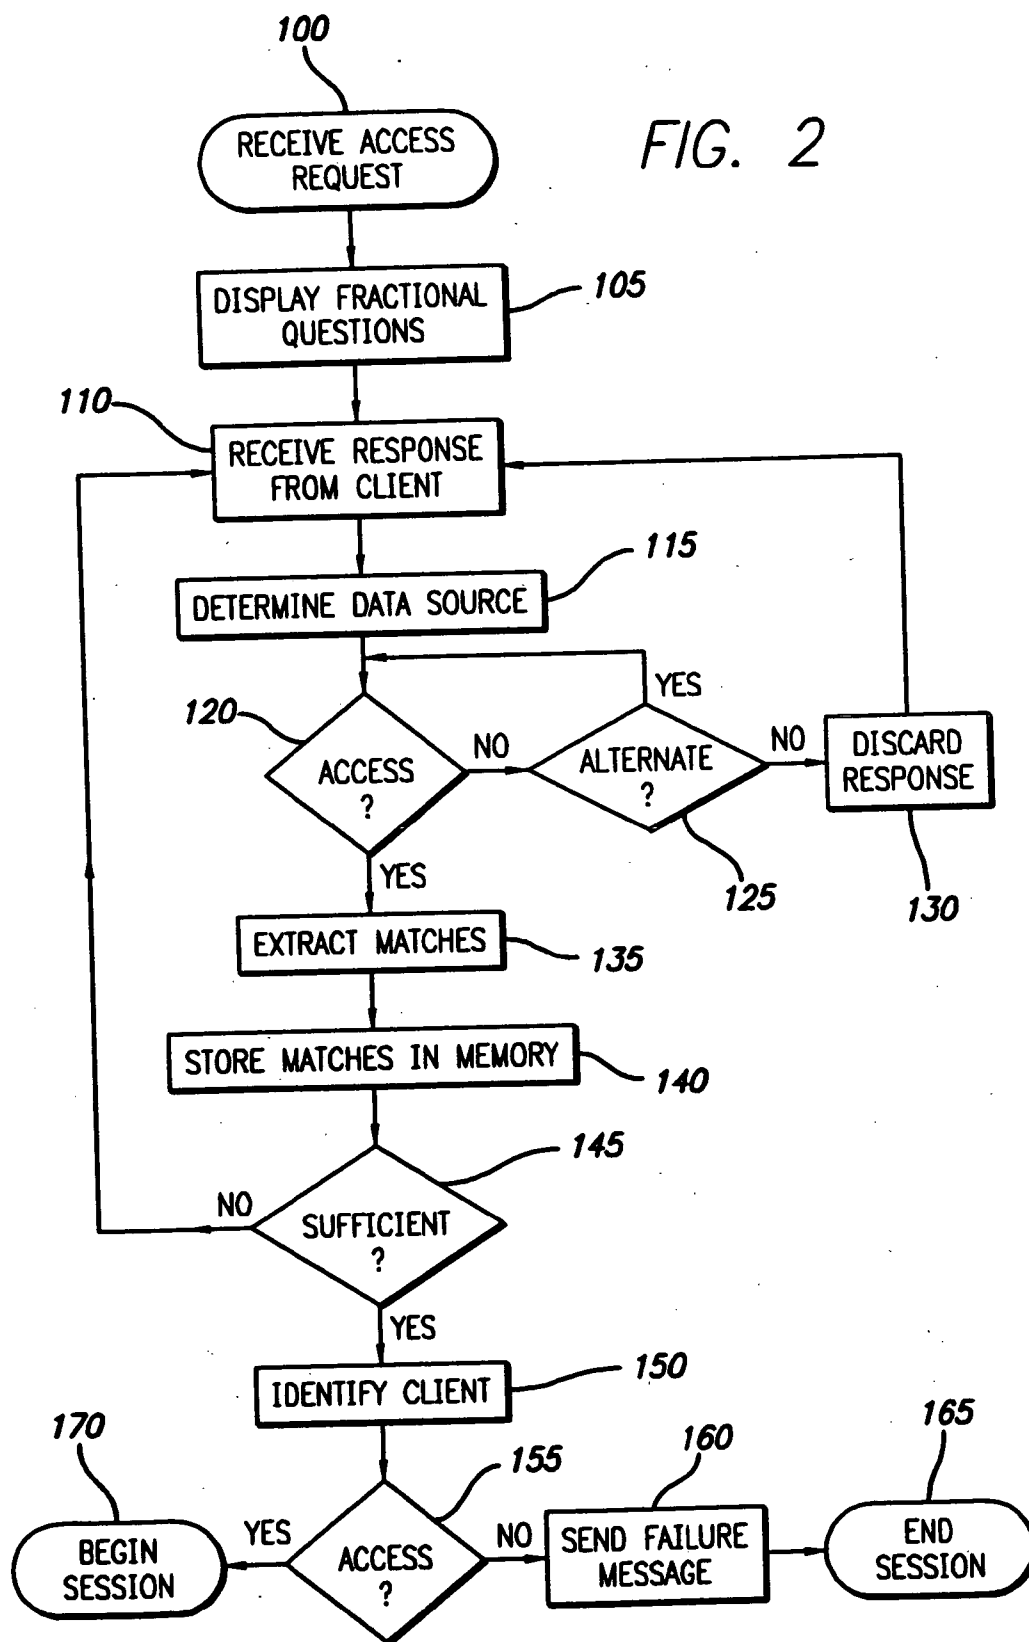 100
FIG. 2
RECEIVE ACCESS
REQUEST
DISPLAY FRACTIONAL
QUESTIONS
105
110
RECEIVE RESPONSE
FROM CLIENT
115
DETERMINE DATA SOURCE
YES
120
ACCESS
?
NO
ALTERNATE
?
NO
DISCARD
RESPONSE
125
130
YES
EXTRACT MATCHES
135
STORE MATCHES IN MEMORY
140
145
NO
SUFFICIENT
?
YES
IDENTIFY CLIENT
150
170
155
160
165
BEGIN
SESSION
YES
ACCESS
?
NO
SEND FAILURE
MESSAGE
END
SESSION